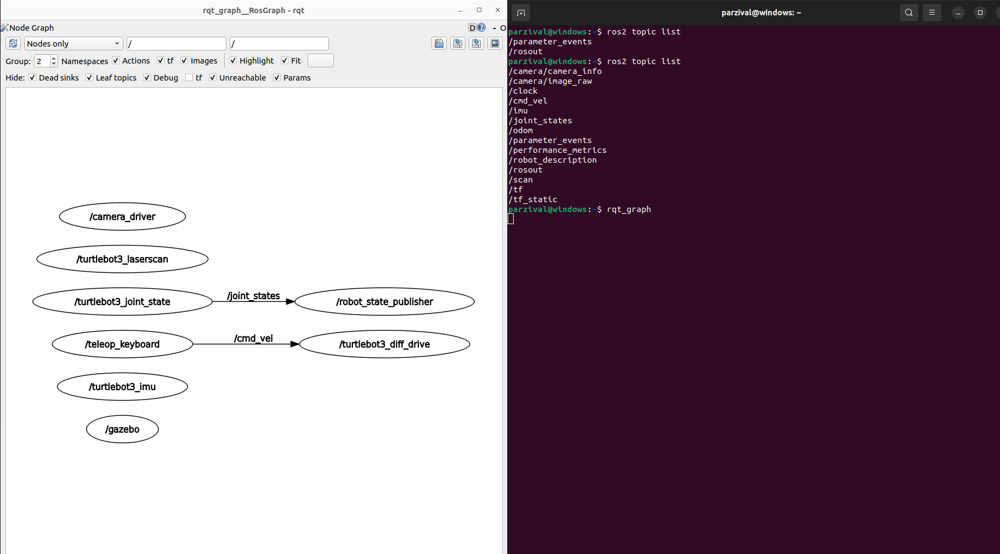 rqt_graph__RosGraph - rqt
Node Graph
D
- O
Nodes only
/
/
Group: 2 Namespaces Actions tf Images Highlight Fit
Hide: Dead sinks Leaf topics Debug tf Unreachable Params
/camera_driver
/turtlebot3_laserscan
/turtlebot3_joint_state
/joint_states
/robot_state_publisher
/teleop_keyboard
/cmd_vel
/turtlebot3_diff_drive
/turtlebot3_imu
/gazebo
parzival@windows: ~
parzival@windows:~$ ros2 topic list
/parameter_events
/rosout
parzival@windows:~$ ros2 topic list
/camera/camera_info
/camera/image_raw
/clock
/cmd_vel
/imu
/joint_states
/odom
/parameter_events
/performance_metrics
/robot_description
/rosout
/scan
/tf
/tf_static
parzival@windows:~$ rqt_graph